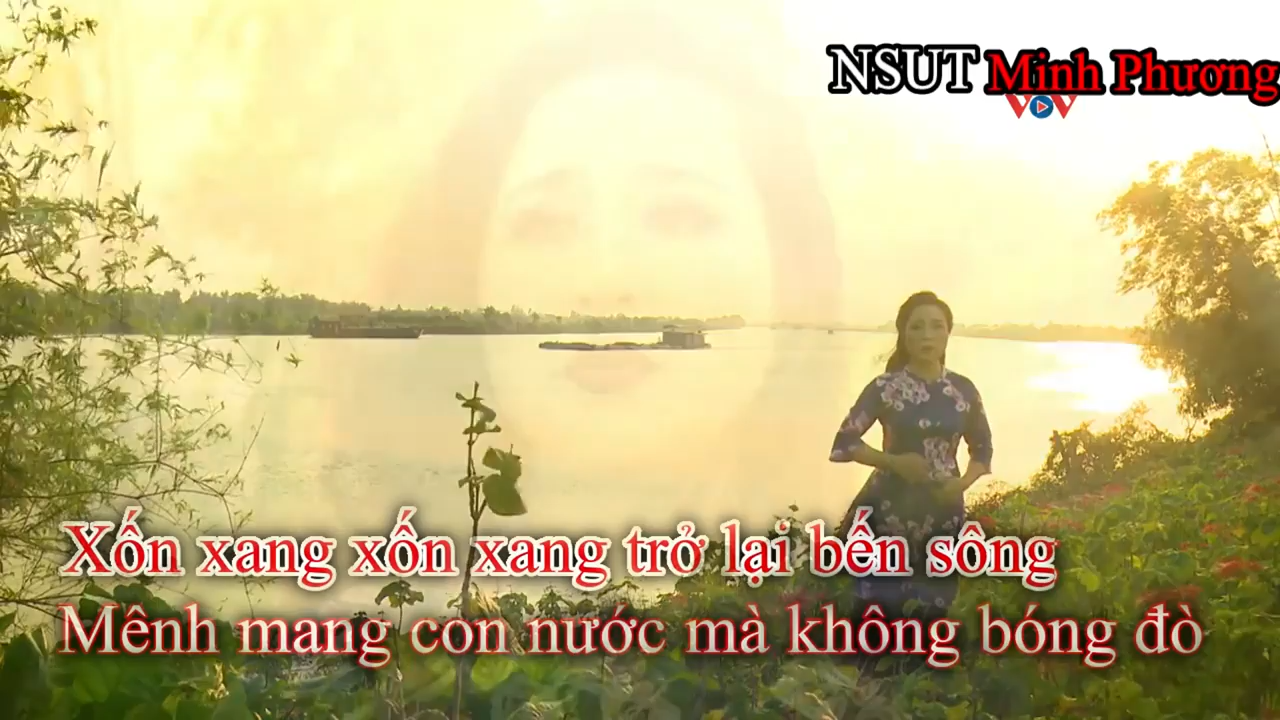 NSUT Minh Phương
VOV
Xốn xang xốn xang trở lại bến sông
Mênh mang con nước mà không bóng đò